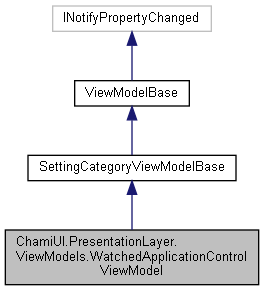 INotifyPropertyChanged
ViewModelBase
SettingCategoryViewModelBase
ChamiUI.PresentationLayer.
ViewModels.WatchedApplicationControl
ViewModel